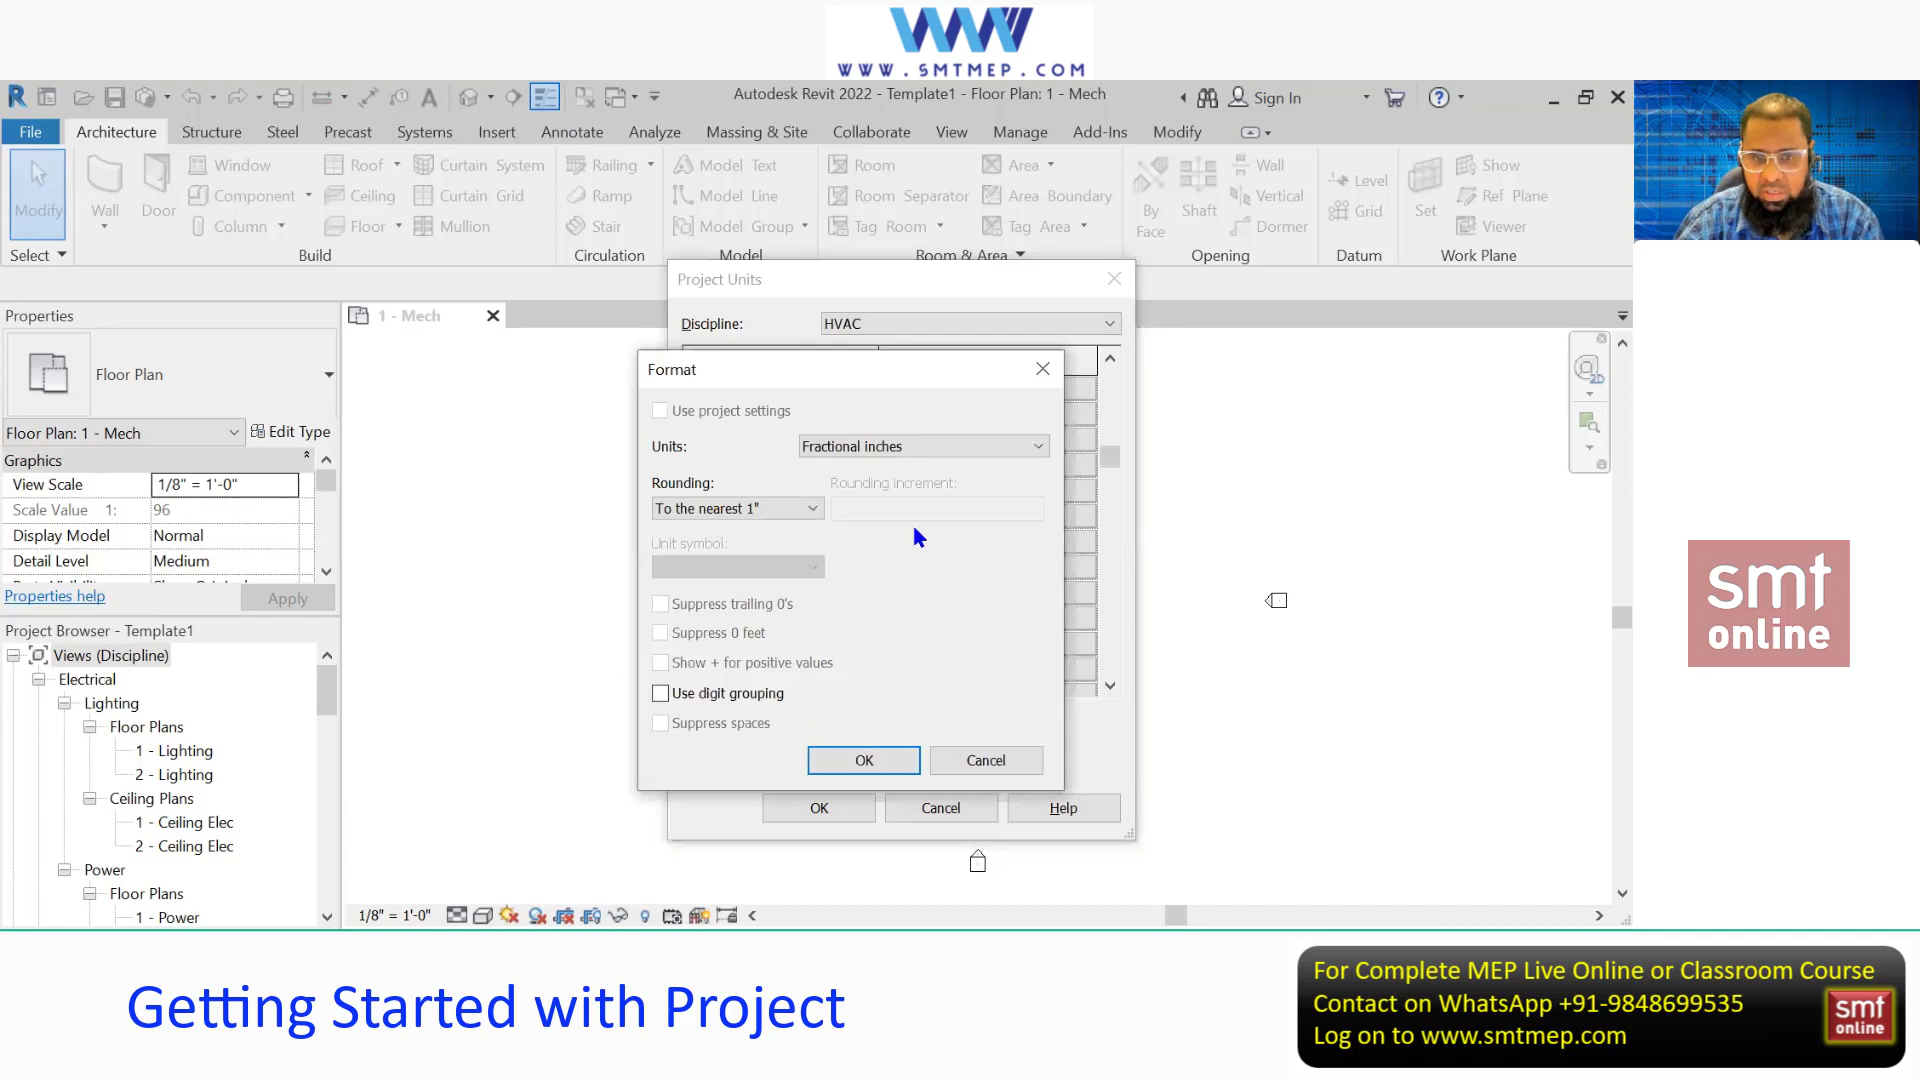 WWW.SMTMEP.COM
Autodesk Revit 2022 - Template1 - Floor Plan: 1 - Mech
Sign In
File Architecture Structure Steel Precast Systems Insert Annotate Analyze Massing & Site Collaborate View Manage Add-Ins Modify
Modify
Wall
Door
Window
Component
Column
Roof
Ceiling
Floor
Curtain System
Curtain Grid
Mullion
Railing
Ramp
Stair
Model Text
Model Line
Model Group
Room
Room Separator
Tag Room
Area
Area Boundary
Tag Area
By
Face
Shaft
Wall
Vertical
Dormer
Level
Grid
Set
Show
Ref Plane
Viewer
Select Build Circulation Model Room & Area Opening Datum Work Plane
Properties
Floor Plan
Floor Plan: 1 - Mech
Edit Type
Graphics
View Scale 1/8" = 1'-0"
Scale Value 1: 96
Display Model Normal
Detail Level Medium
Properties help
Apply
Project Browser - Template1
Views (Discipline)
Electrical
Lighting
Floor Plans
1 - Lighting
2 - Lighting
Ceiling Plans
1 - Ceiling Elec
2 - Ceiling Elec
Power
Floor Plans
1 - Power
1 - Mech
Project Units
Discipline: HVAC
Format
Use project settings
Units: Fractional inches
Rounding: Rounding increment:
To the nearest 1"
Unit symbol:
Suppress trailing 0's
Suppress 0 feet
Show + for positive values
Use digit grouping
Suppress spaces
OK Cancel
OK Cancel Help
2D
1/8" = 1'-0"
smt
online
Getting Started with Project
For Complete MEP Live Online or Classroom Course
Contact on WhatsApp +91-9848699535
Log on to www.smtmep.com
smt
online